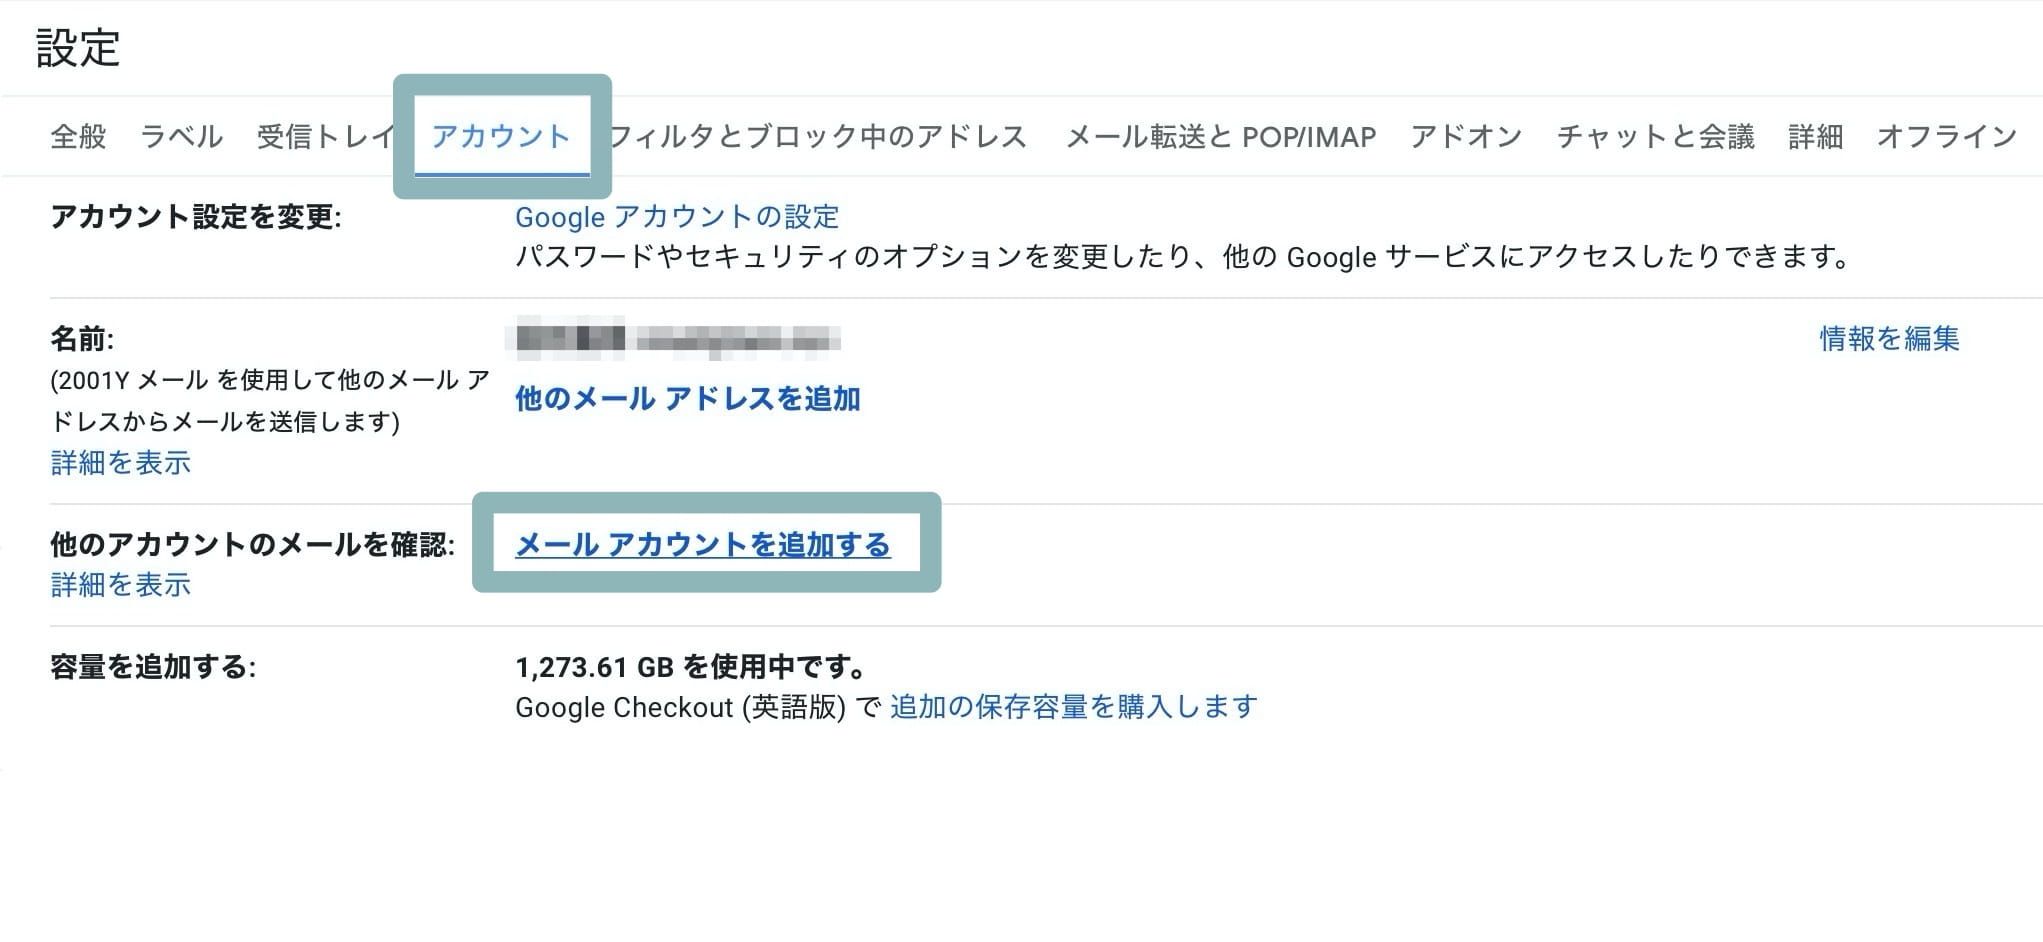 設定
全般 ラベル 受信トレイ アカウント フィルタとブロック中のアドレス メール転送と POP/IMAP アドオン チャットと会議 詳細 オフライン
アカウント設定を変更: Google アカウントの設定
パスワードやセキュリティのオプションを変更したり、他の Google サービスにアクセスしたりできます。
名前: 情報を編集
(2001Y メール を使用して他のメール ア
ドレスからメールを送信します)
他のメール アドレスを追加
詳細を表示
他のアカウントのメールを確認: メール アカウントを追加する
詳細を表示
容量を追加する: 1,273.61 GB を使用中です。
Google Checkout (英語版) で 追加の保存容量を購入します